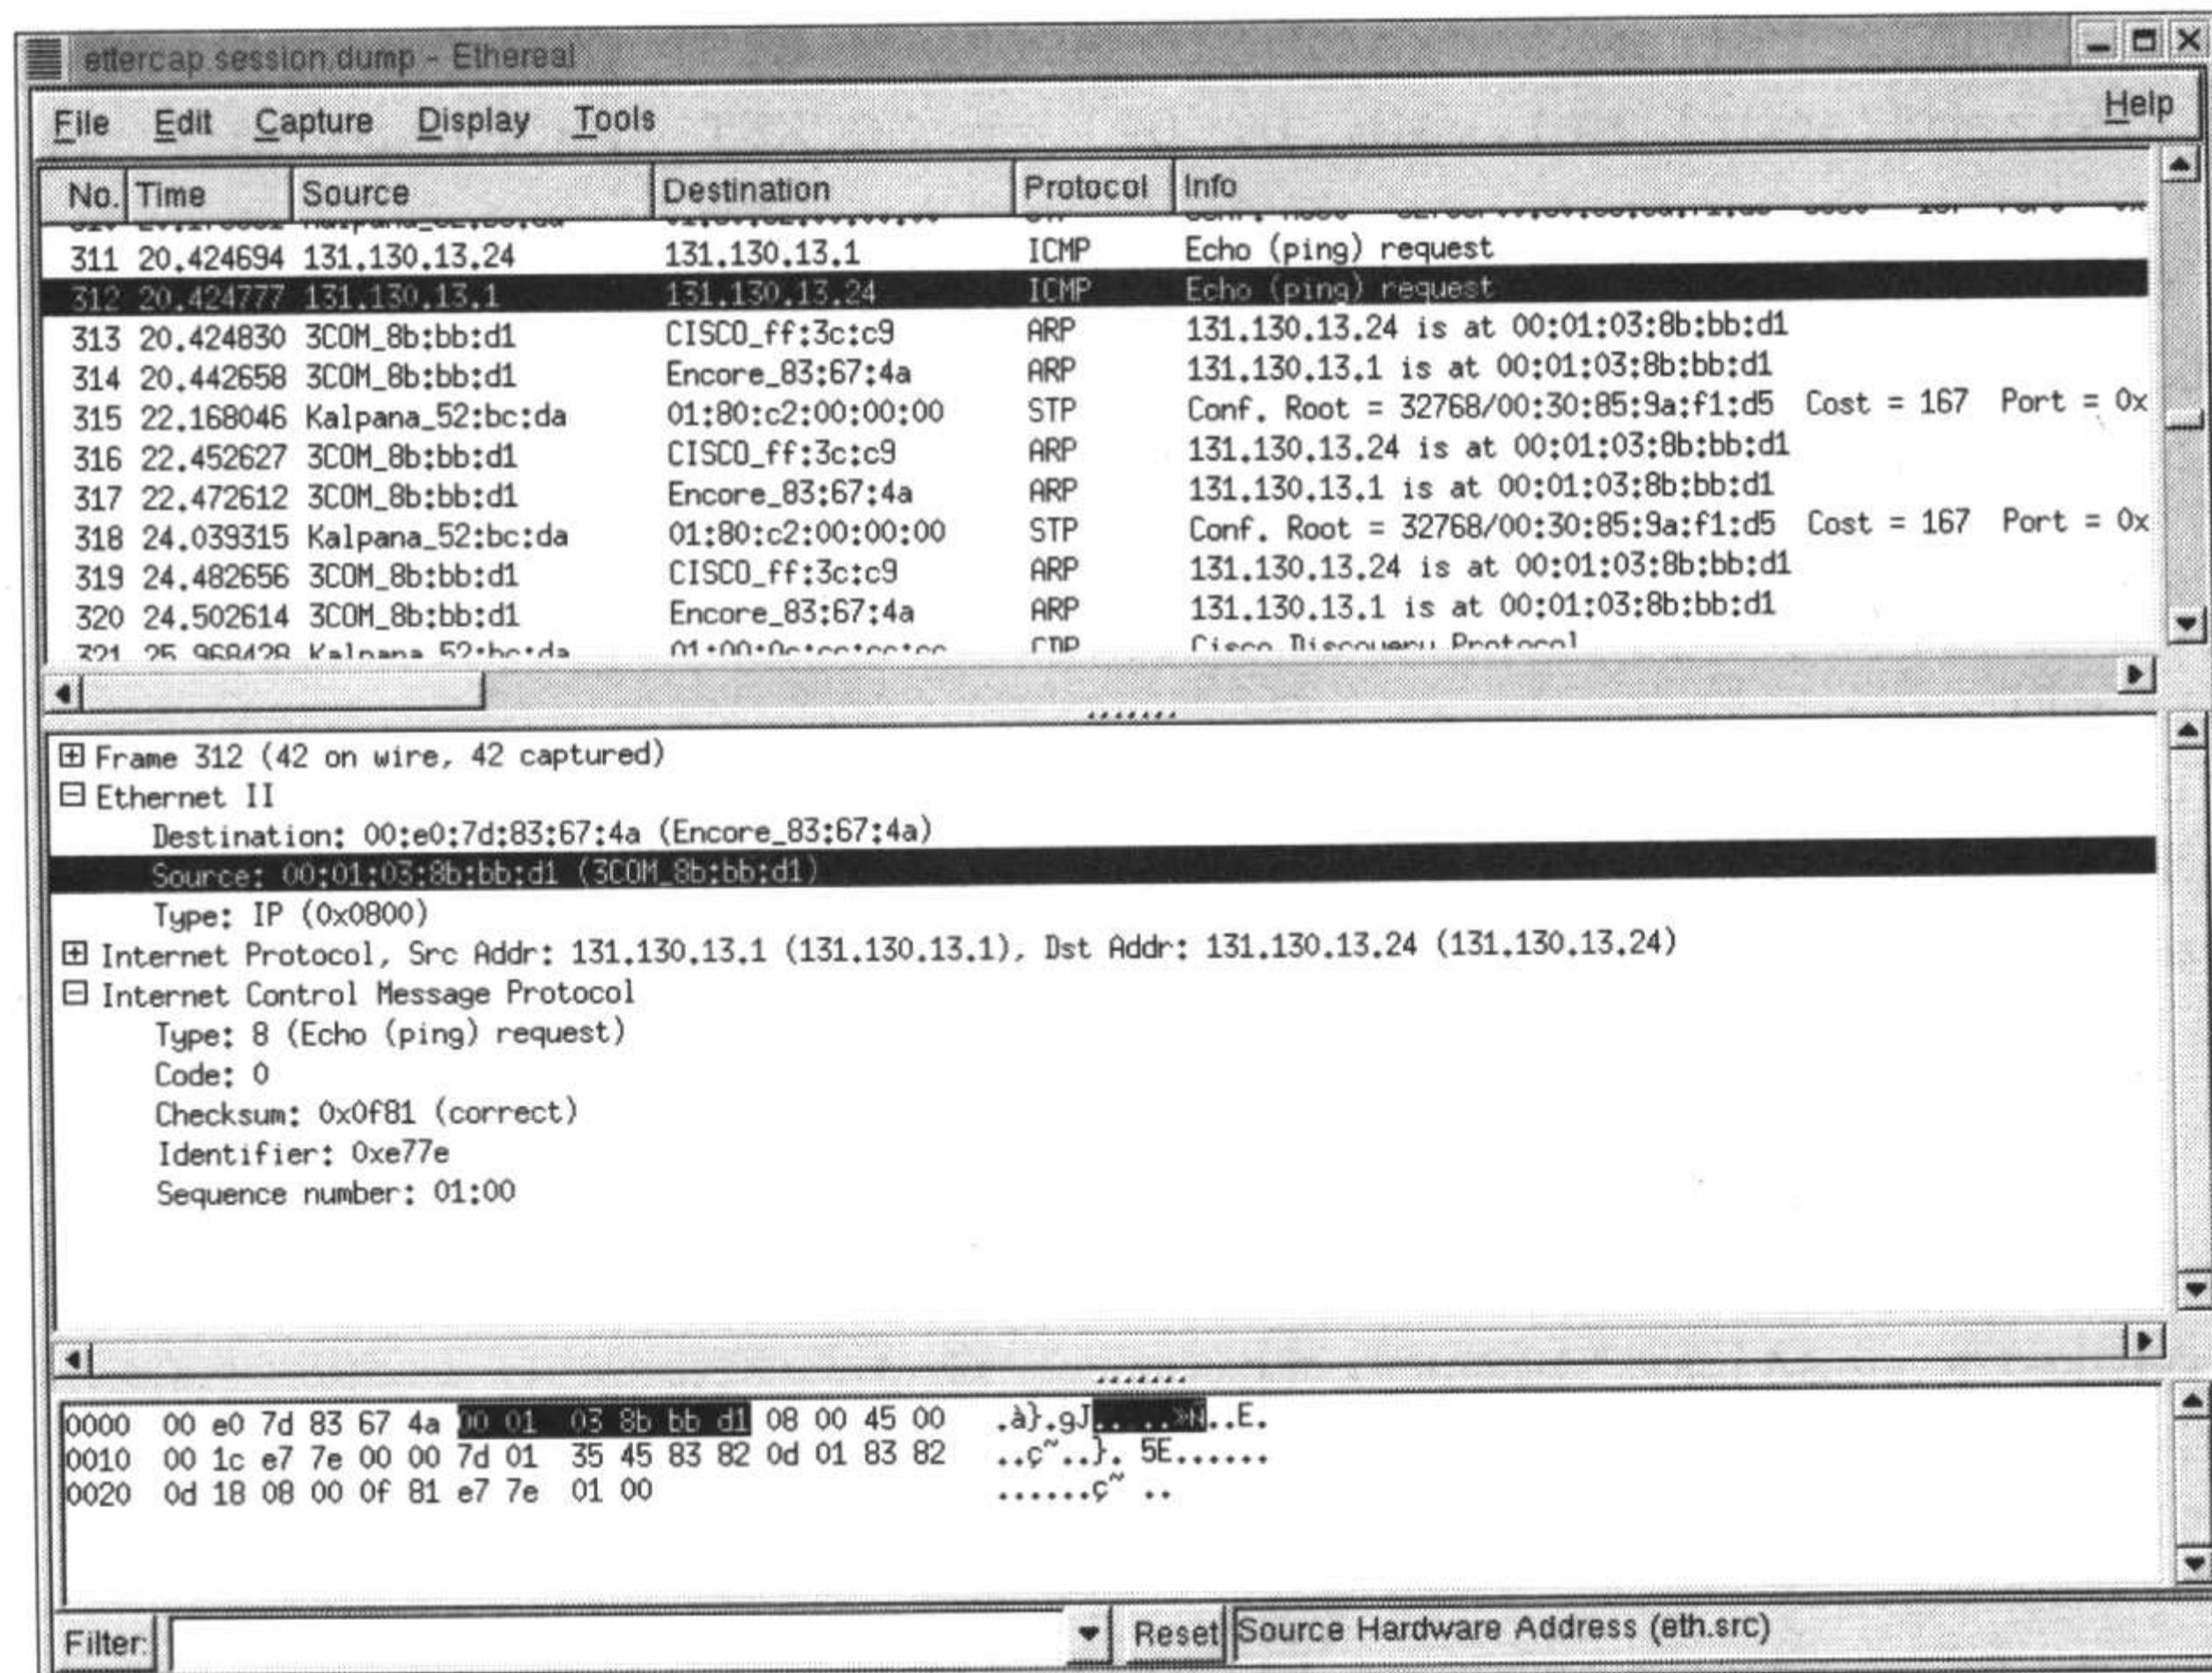 ettercap.session.dump - Ethereal
File Edit Capture Display Tools Help
No. Time Source Destination Protocol Info
311 20.424694 131.130.13.24 131.130.13.1 ICMP Echo (ping) request
312 20.424777 131.130.13.1 131.130.13.24 ICMP Echo (ping) request
313 20.424830 3COM_8b:bb:d1 CISCO_ff:3c:c9 ARP 131.130.13.24 is at 00:01:03:8b:bb:d1
314 20.442658 3COM_8b:bb:d1 Encore_83:67:4a ARP 131.130.13.1 is at 00:01:03:8b:bb:d1
315 22.168046 Kalpana_52:bc:da 01:80:c2:00:00:00 STP Conf. Root = 32768/00:30:85:9a:f1:d5 Cost = 167 Port = 0x
316 22.452627 3COM_8b:bb:d1 CISCO_ff:3c:c9 ARP 131.130.13.24 is at 00:01:03:8b:bb:d1
317 22.472612 3COM_8b:bb:d1 Encore_83:67:4a ARP 131.130.13.1 is at 00:01:03:8b:bb:d1
318 24.039315 Kalpana_52:bc:da 01:80:c2:00:00:00 STP Conf. Root = 32768/00:30:85:9a:f1:d5 Cost = 167 Port = 0x
319 24.482656 3COM_8b:bb:d1 CISCO_ff:3c:c9 ARP 131.130.13.24 is at 00:01:03:8b:bb:d1
320 24.502614 3COM_8b:bb:d1 Encore_83:67:4a ARP 131.130.13.1 is at 00:01:03:8b:bb:d1
321 25.968428 Kalpana_52:bc:da 01:00:0c:cc:cc:cc CDP Cisco Discovery Protocol
Frame 312 (42 on wire, 42 captured)
Ethernet II
Destination: 00:e0:7d:83:67:4a (Encore_83:67:4a)
Source: 00:01:03:8b:bb:d1 (3COM_8b:bb:d1)
Type: IP (0x0800)
Internet Protocol, Src Addr: 131.130.13.1 (131.130.13.1), Dst Addr: 131.130.13.24 (131.130.13.24)
Internet Control Message Protocol
Type: 8 (Echo (ping) request)
Code: 0
Checksum: 0x0f81 (correct)
Identifier: 0xe77e
Sequence number: 01:00
0000 00 e0 7d 83 67 4a 00 01 03 8b bb d1 08 00 45 00 .à}.gJ.....»Ñ..E.
0010 00 1c e7 7e 00 00 7d 01 35 45 83 82 0d 01 83 82 ..ç~..}. 5E......
0020 0d 18 08 00 0f 81 e7 7e 01 00 ......ç~ ..
Filter: Reset Source Hardware Address (eth.src)